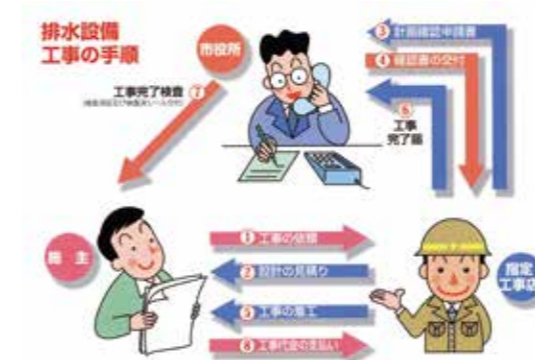 排水設備
工事の手順
市役所
③ 計画確認申請書
④ 確認書の交付
工事完了検査 ⑦
⑥
工事
完了届
施主
① 工事の依頼
② 設計の見積り
⑤ 工事の着工
⑧ 工事代金の支払い
指定
工事店